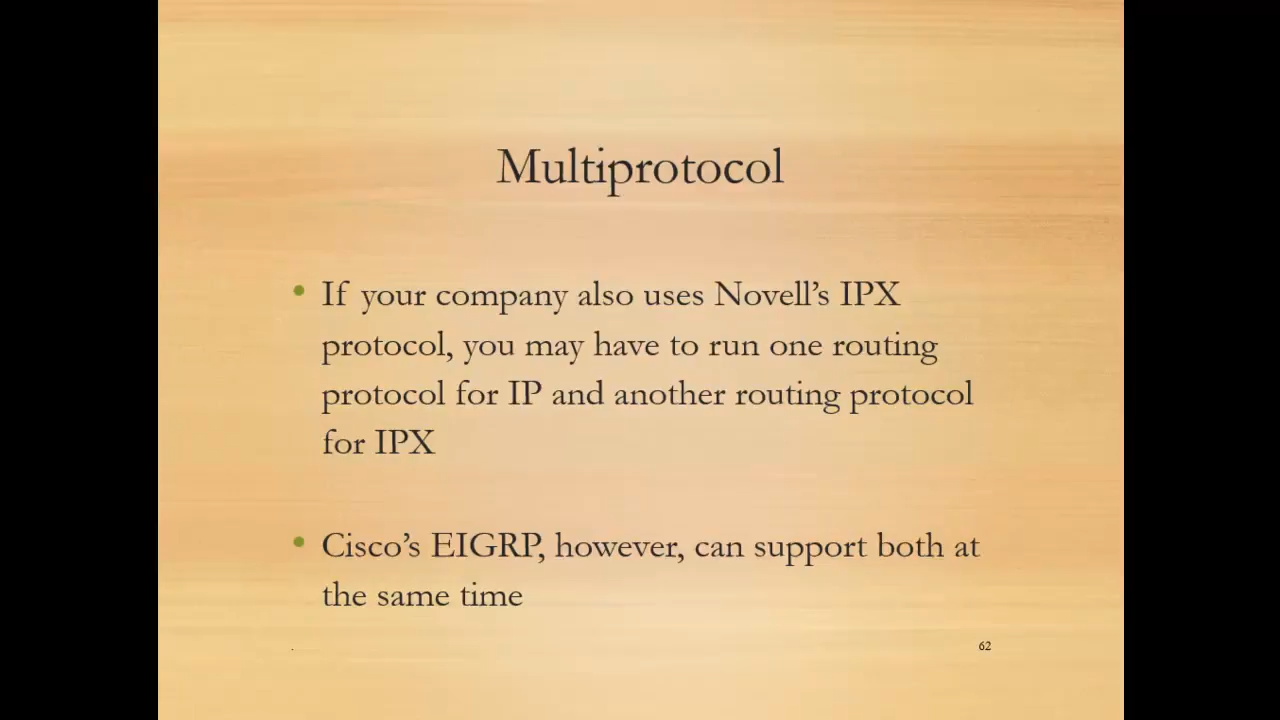 Multiprotocol
• If your company also uses Novell’s IPX
protocol, you may have to run one routing
protocol for IP and another routing protocol
for IPX
• Cisco’s EIGRP, however, can support both at
the same time
.
62